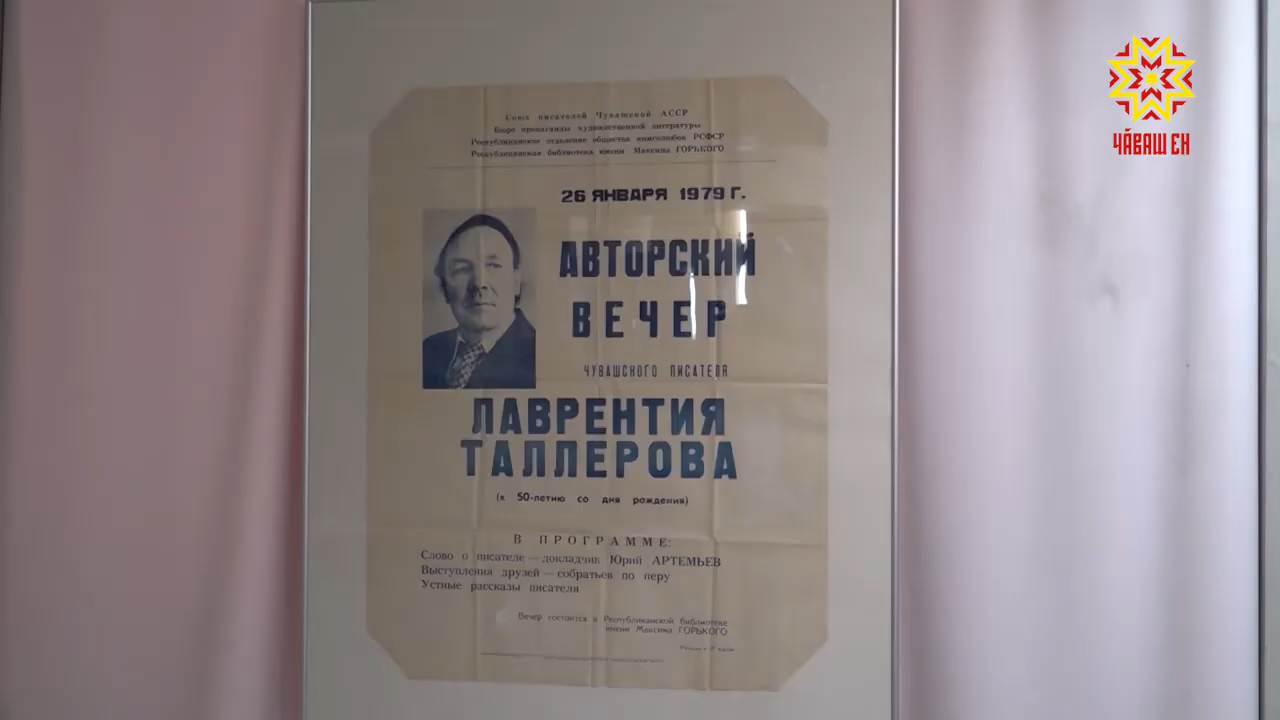 Союз писателей Чувашской АССР
Бюро пропаганды художественной литературы
Республиканское отделение общества книголюбов РСФСР
Республиканская библиотека имени Максима ГОРЬКОГО
26 ЯНВАРЯ 1979 Г.
АВТОРСКИЙ
ВЕЧЕР
ЧУВАШСКОГО ПИСАТЕЛЯ
ЛАВРЕНТИЯ
ТАЛЛЕРОВА
(к 50-летию со дня рождения)
В ПРОГРАММЕ:
Слово о писателе — докладчик Юрий АРТЕМЬЕВ
Выступления друзей — собратьев по перу
Устные рассказы писателя
Вечер состоится в Республиканской библиотеке
имени Максима ГОРЬКОГО
ЧӐВАШ ЕН